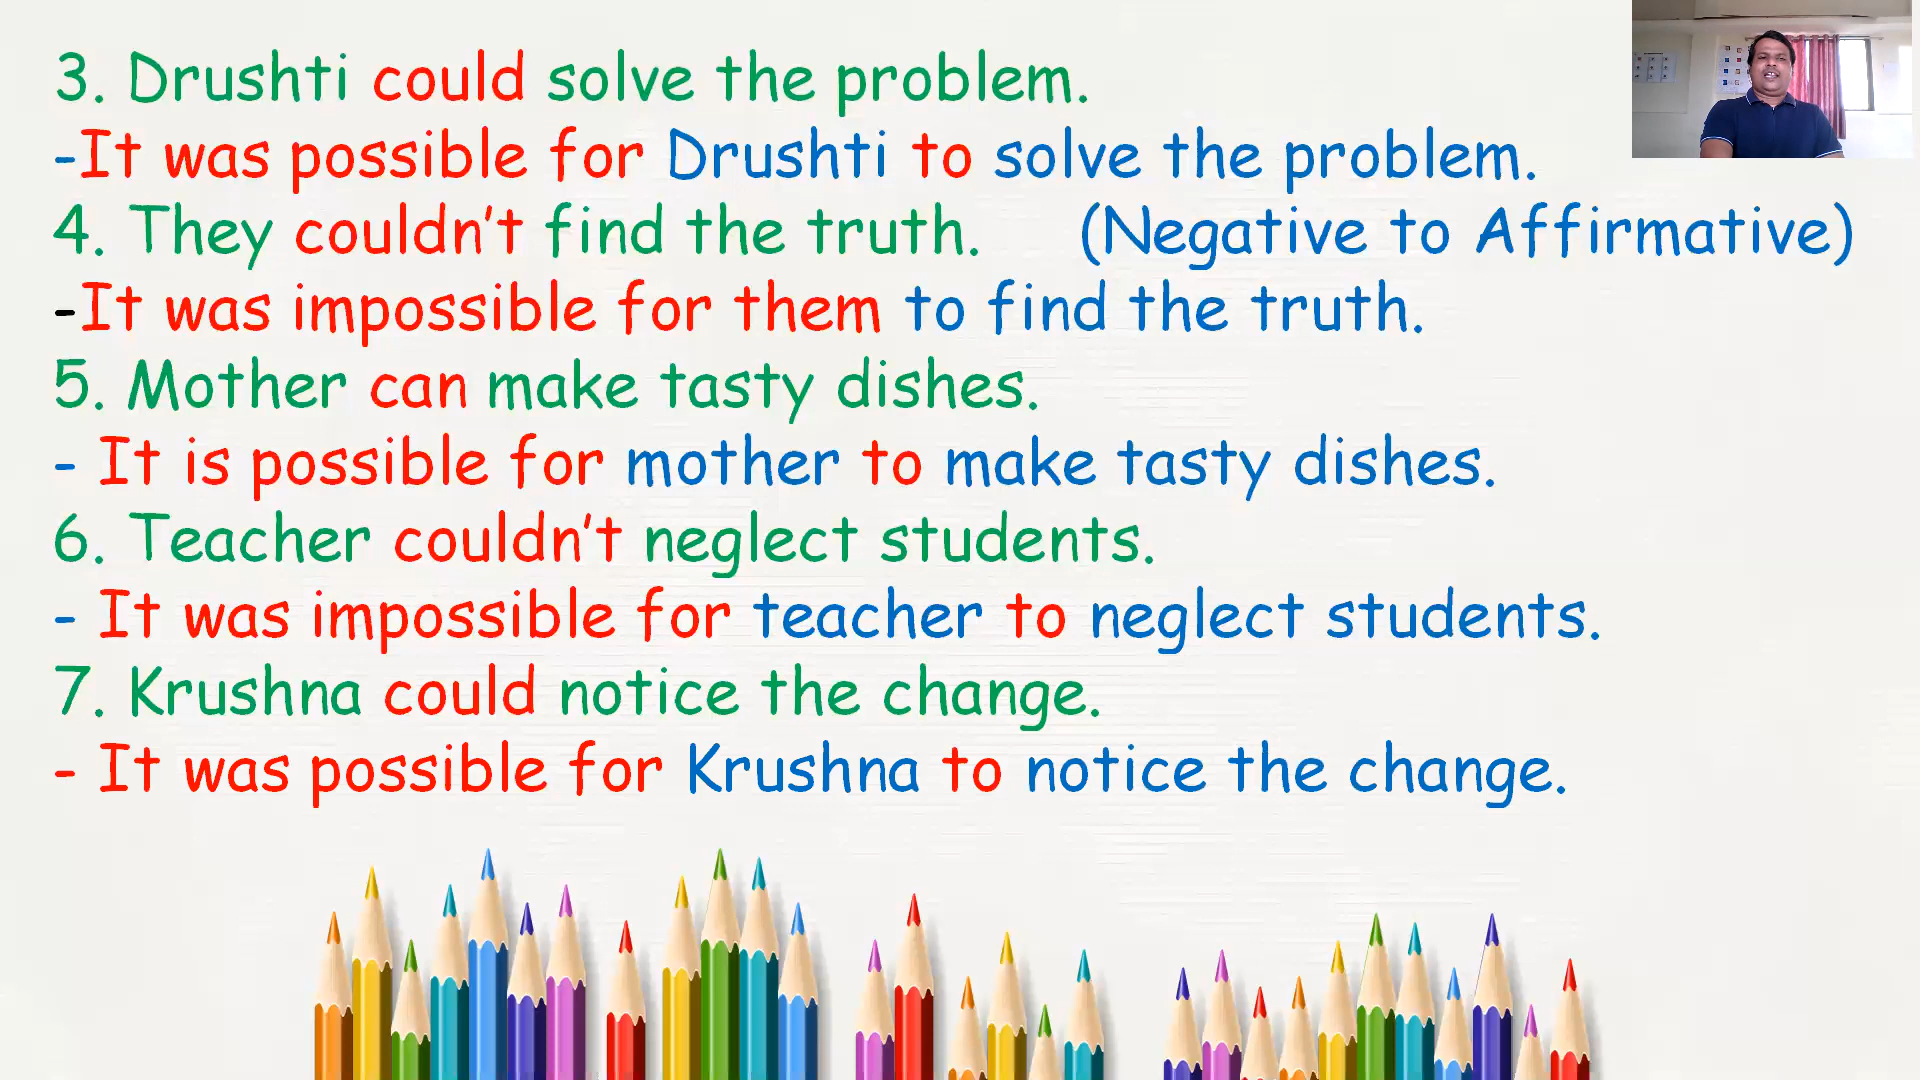 3. Drushti could solve the problem.
-It was possible for Drushti to solve the problem.
4. They couldn't find the truth. (Negative to Affirmative)
-It was impossible for them to find the truth.
5. Mother can make tasty dishes.
- It is possible for mother to make tasty dishes.
6. Teacher couldn't neglect students.
- It was impossible for teacher to neglect students.
7. Krushna could notice the change.
- It was possible for Krushna to notice the change.